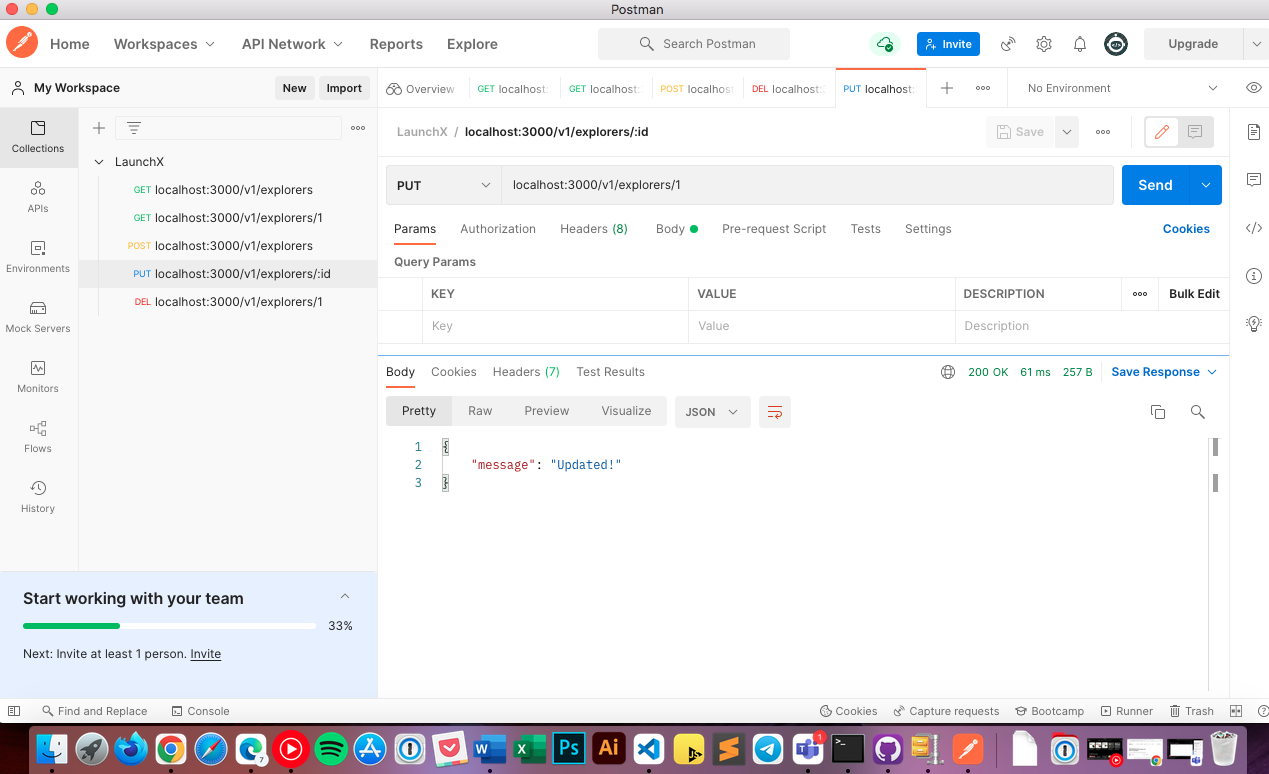 Postman
Home Workspaces API Network Reports Explore Search Postman Invite Upgrade
My Workspace New Import
Overview GET localhost: GET localhost: POST localhost DEL localhost: PUT localhost: No Environment
Collections
APIs
Environments
Mock Servers
Monitors
Flows
History
LaunchX
GET localhost:3000/v1/explorers
GET localhost:3000/v1/explorers/1
POST localhost:3000/v1/explorers
PUT localhost:3000/v1/explorers/:id
DEL localhost:3000/v1/explorers/1
LaunchX / localhost:3000/v1/explorers/:id Save
PUT localhost:3000/v1/explorers/1 Send
Params Authorization Headers (8) Body Pre-request Script Tests Settings Cookies
Query Params
KEY VALUE DESCRIPTION Bulk Edit
Key Value Description
Body Cookies Headers (7) Test Results 200 OK 61 ms 257 B Save Response
Pretty Raw Preview Visualize JSON
1 {
2 "message": "Updated!"
3 }
Start working with your team
33%
Next: Invite at least 1 person. Invite
Find and Replace Console Cookies Capture requests Bootcamp Runner Trash
7 W X Ps Ai JS 1